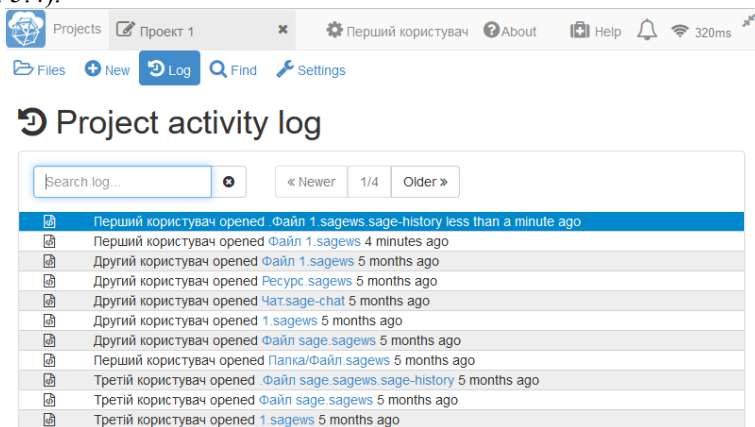 Projects Проект 1 × Перший користувач About Help 320ms
Files New Log Find Settings
Project activity log
Search log... « Newer 1/4 Older »
Перший користувач opened .Файл 1.sagews.sage-history less than a minute ago
Перший користувач opened Файл 1.sagews 4 minutes ago
Другий користувач opened Файл 1.sagews 5 months ago
Другий користувач opened Ресурс.sagews 5 months ago
Другий користувач opened Чат.sage-chat 5 months ago
Другий користувач opened 1.sagews 5 months ago
Другий користувач opened Файл sage.sagews 5 months ago
Перший користувач opened Папка/Файл.sagews 5 months ago
Третій користувач opened .Файл sage.sagews.sage-history 5 months ago
Третій користувач opened Файл sage.sagews 5 months ago
Третій користувач opened 1.sagews 5 months ago